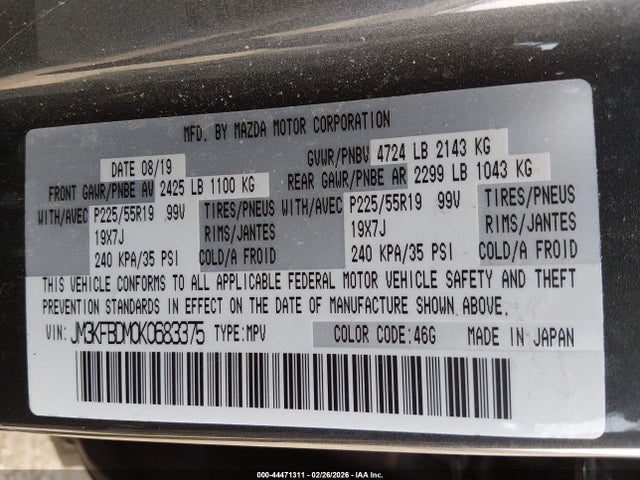 MFD. BY MAZDA MOTOR CORPORATION
DATE 08/19 GVWR/PNBV 4724 LB 2143 KG
FRONT GAWR/PNBE AV 2425 LB 1100 KG REAR GAWR/PNBE AR 2299 LB 1043 KG
WITH/AVEC P225/55R19 99V TIRES/PNEUS WITH/AVEC P225/55R19 99V TIRES/PNEUS
19X7J RIMS/JANTES 19X7J RIMS/JANTES
240 KPA/35 PSI COLD/A FROID 240 KPA/35 PSI COLD/A FROID
THIS VEHICLE CONFORMS TO ALL APPLICABLE FEDERAL MOTOR VEHICLE SAFETY AND THEFT
PREVENTION STANDARDS IN EFFECT ON THE DATE OF MANUFACTURE SHOWN ABOVE.
VIN: JM3KFBDM0K0683375 TYPE:MPV COLOR CODE:46G MADE IN JAPAN
000-44471311 - 02/26/2026 - IAA Inc.